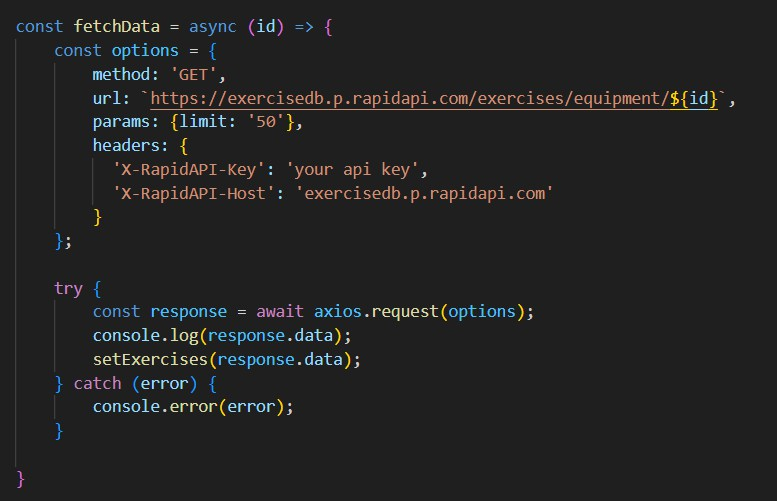 const fetchData = async (id) => {
    const options = {
        method: 'GET',
        url: `https://exercisedb.p.rapidapi.com/exercises/equipment/${id}`,
        params: {limit: '50'},
        headers: {
          'X-RapidAPI-Key': 'your api key',
          'X-RapidAPI-Host': 'exercisedb.p.rapidapi.com'
        }
    };

    try {
        const response = await axios.request(options);
        console.log(response.data);
        setExercises(response.data);
    } catch (error) {
        console.error(error);
    }

}